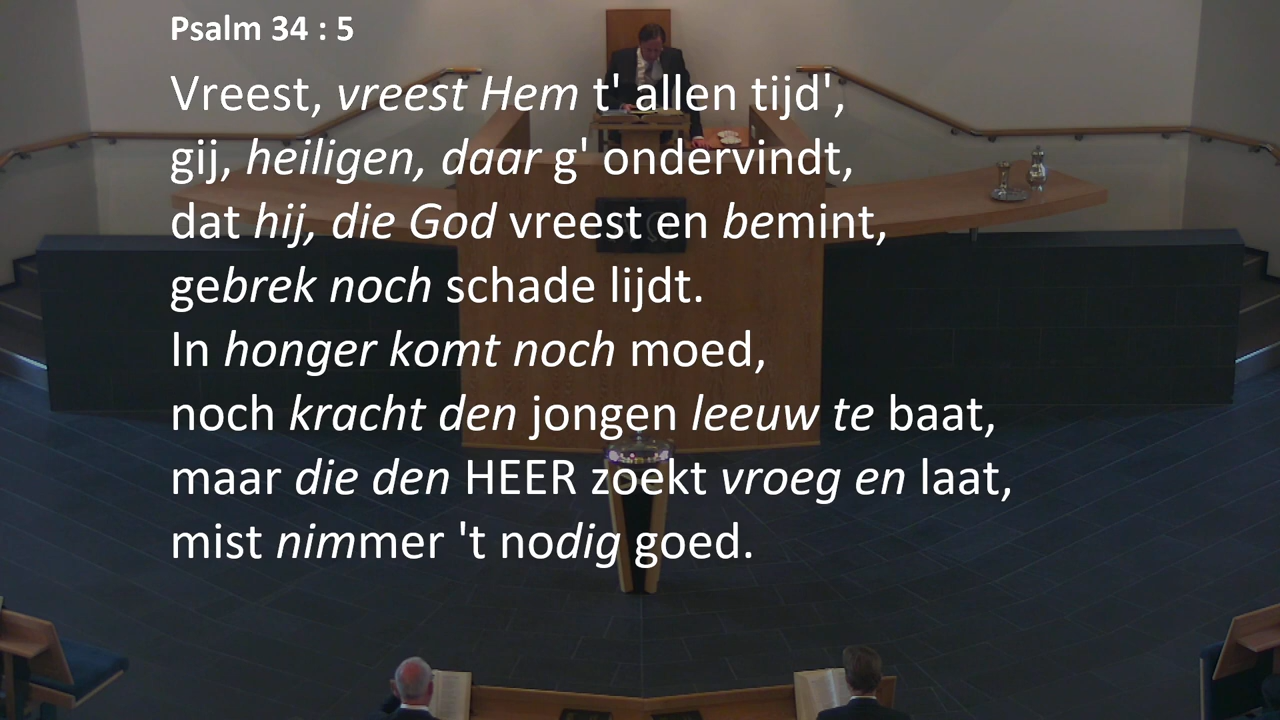 Psalm 34 : 5
Vreest, vreest Hem t' allen tijd',
gij, heiligen, daar g' ondervindt,
dat hij, die God vreest en bemint,
gebrek noch schade lijdt.
In honger komt noch moed,
noch kracht den jongen leeuw te baat,
maar die den HEER zoekt vroeg en laat,
mist nimmer 't nodig goed.